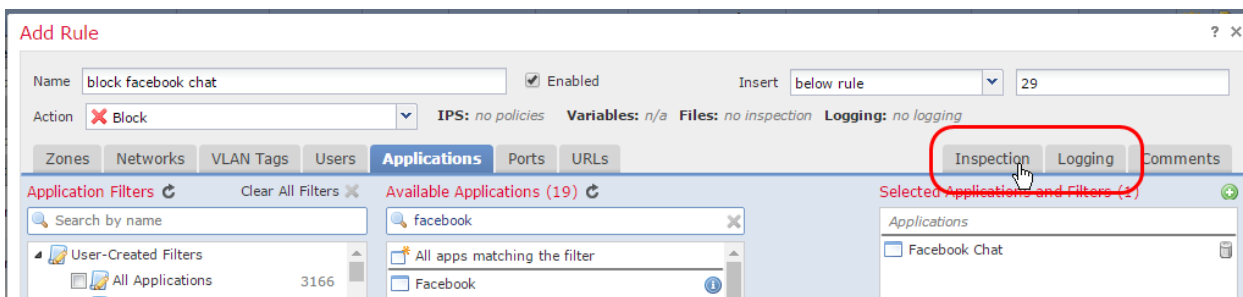 Add Rule ? X
Name block facebook chat Enabled Insert below rule 29
Action Block IPS: no policies Variables: n/a Files: no inspection Logging: no logging
Zones Networks VLAN Tags Users Applications Ports URLs Inspection Logging Comments
Application Filters Clear All Filters Available Applications (19) Selected Applications and Filters (1)
Search by name facebook Applications
User-Created Filters All apps matching the filter Facebook Chat
All Applications 3166 Facebook